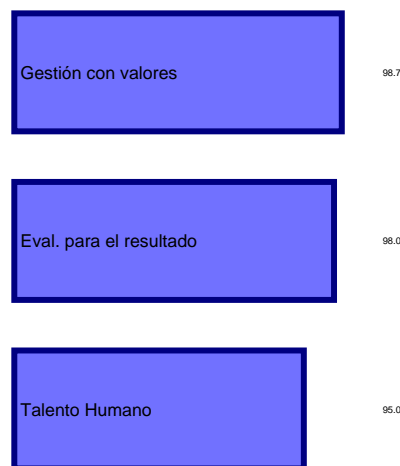 Gestión con valores 98.7
Eval. para el resultado 98.0
Talento Humano 95.0